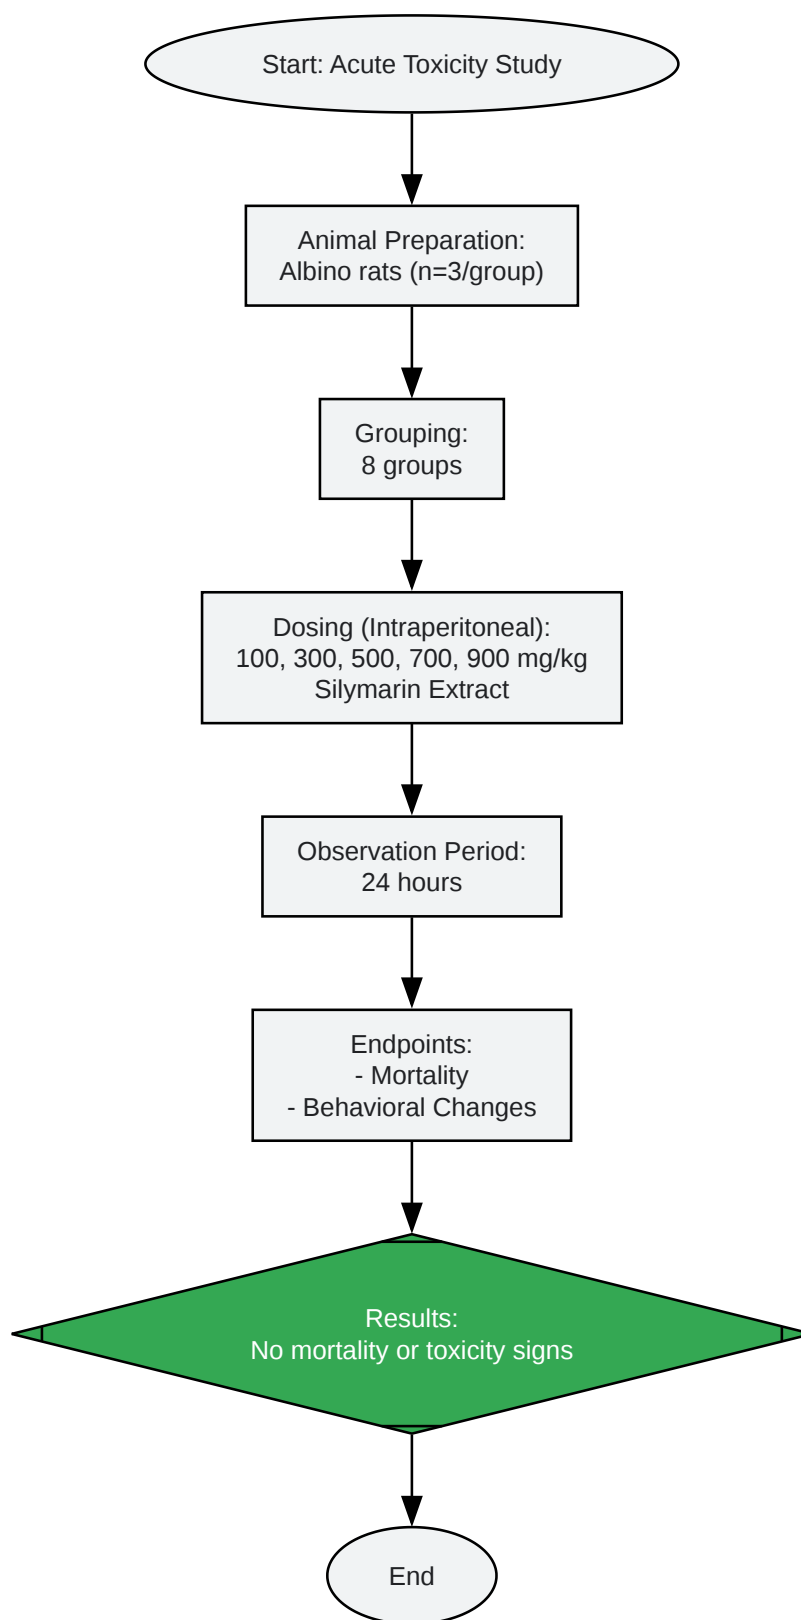 Start: Acute Toxicity Study
Animal Preparation:
Albino rats (n=3/group)
Grouping:
8 groups
Dosing (Intraperitoneal):
100, 300, 500, 700, 900 mg/kg
Silymarin Extract
Observation Period:
24 hours
Endpoints:
- Mortality
- Behavioral Changes
Results:
No mortality or toxicity signs
End